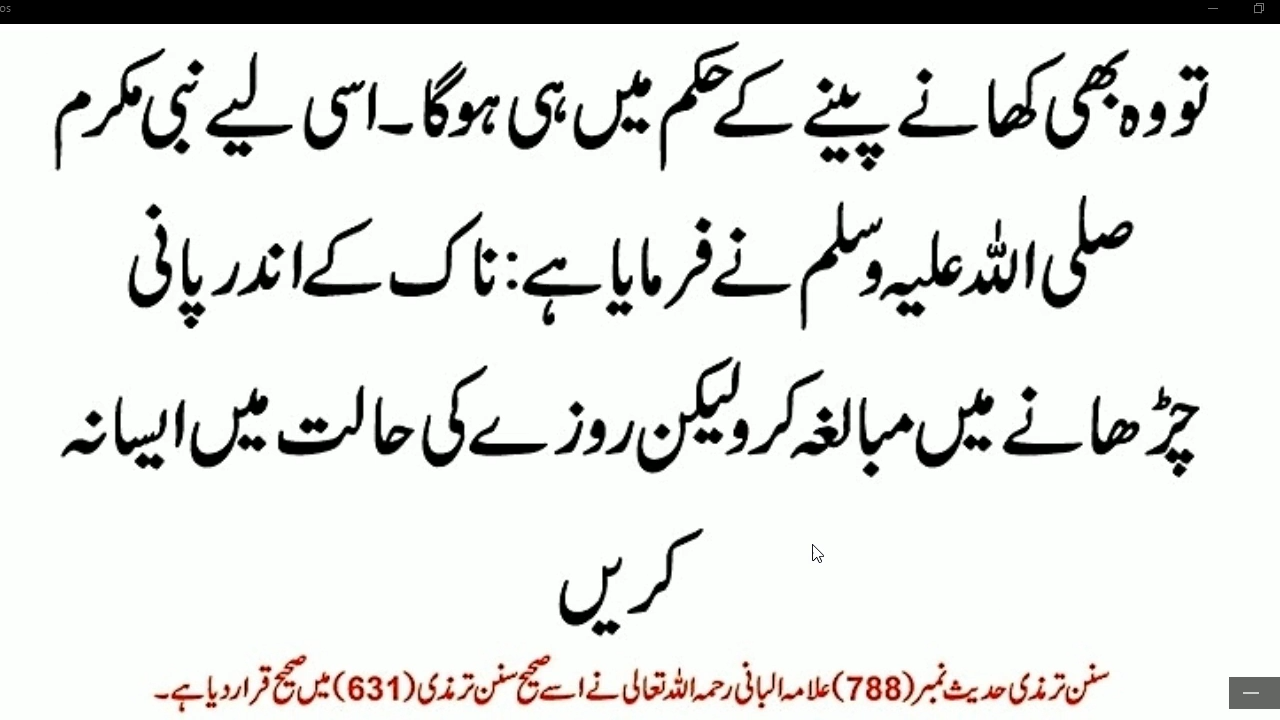 os
تو وہ بھی کھانے پینے کے حکم میں ہی ہوگا۔ اسی لیے نبی مکرم
صلی اللہ علیہ وسلم نے فرمایا ہے: ناک کے اندر پانی
چڑھانے میں مبالغہ کرو لیکن روزے کی حالت میں ایسا نہ
کریں
سنن ترمذی حدیث نمبر (788) علامہ البانی رحمہ اللہ تعالی نے اسے صحیح سنن ترمذی (631) میں صحیح قرار دیا ہے۔